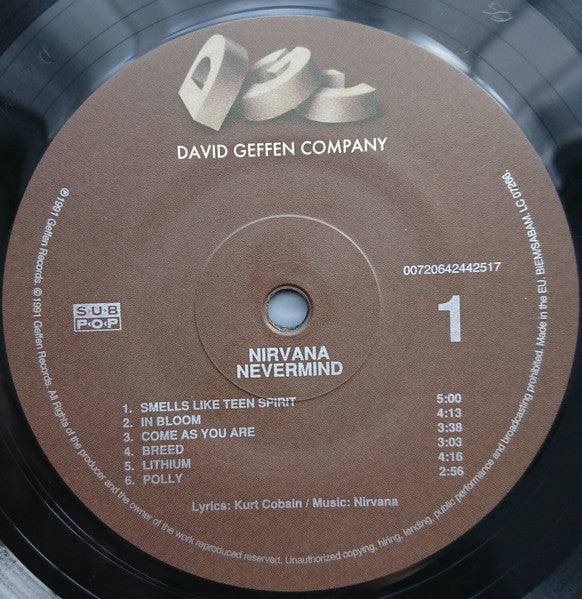 DGC
DAVID GEFFEN COMPANY
00720642442517
1
SUB
POP
NIRVANA
NEVERMIND
1. SMELLS LIKE TEEN SPIRIT 5:00
2. IN BLOOM 4:13
3. COME AS YOU ARE 3:38
4. BREED 3:03
5. LITHIUM 4:16
6. POLLY 2:56
Lyrics: Kurt Cobain / Music: Nirvana
℗1991 Geffen Records. © 1991 Geffen Records. All Rights of the producer and the owner of the work reproduced reserved. Unauthorized copying, hiring, lending, public performance and broadcasting prohibited. Made in the EU. BIEM/SABAM. LC 07266.